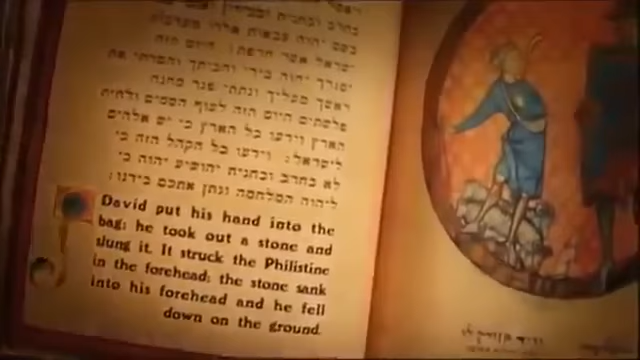 בחרב ובחנית ובכידון
בשם יהוה צבאות אלהי מערכות
ישראל אשר חרפת: היום הזה
יסגרך יהוה בידי והכיתך והסרתי את
ראשך מעליך ונתתי פגר מחנה
פלשתים היום הזה לעוף השמים ולחית
הארץ וידעו כל הארץ כי יש אלהים
לישראל: וידעו כל הקהל הזה כי
לא בחרב ובחנית יהושיע יהוה כי
ליהוה המלחמה ונתן אתכם בידנו:
David put his hand into the
bag; he took out a stone and
slung it. It struck the Philistine
in the forehead; the stone sank
into his forehead and he fell
down on the ground.